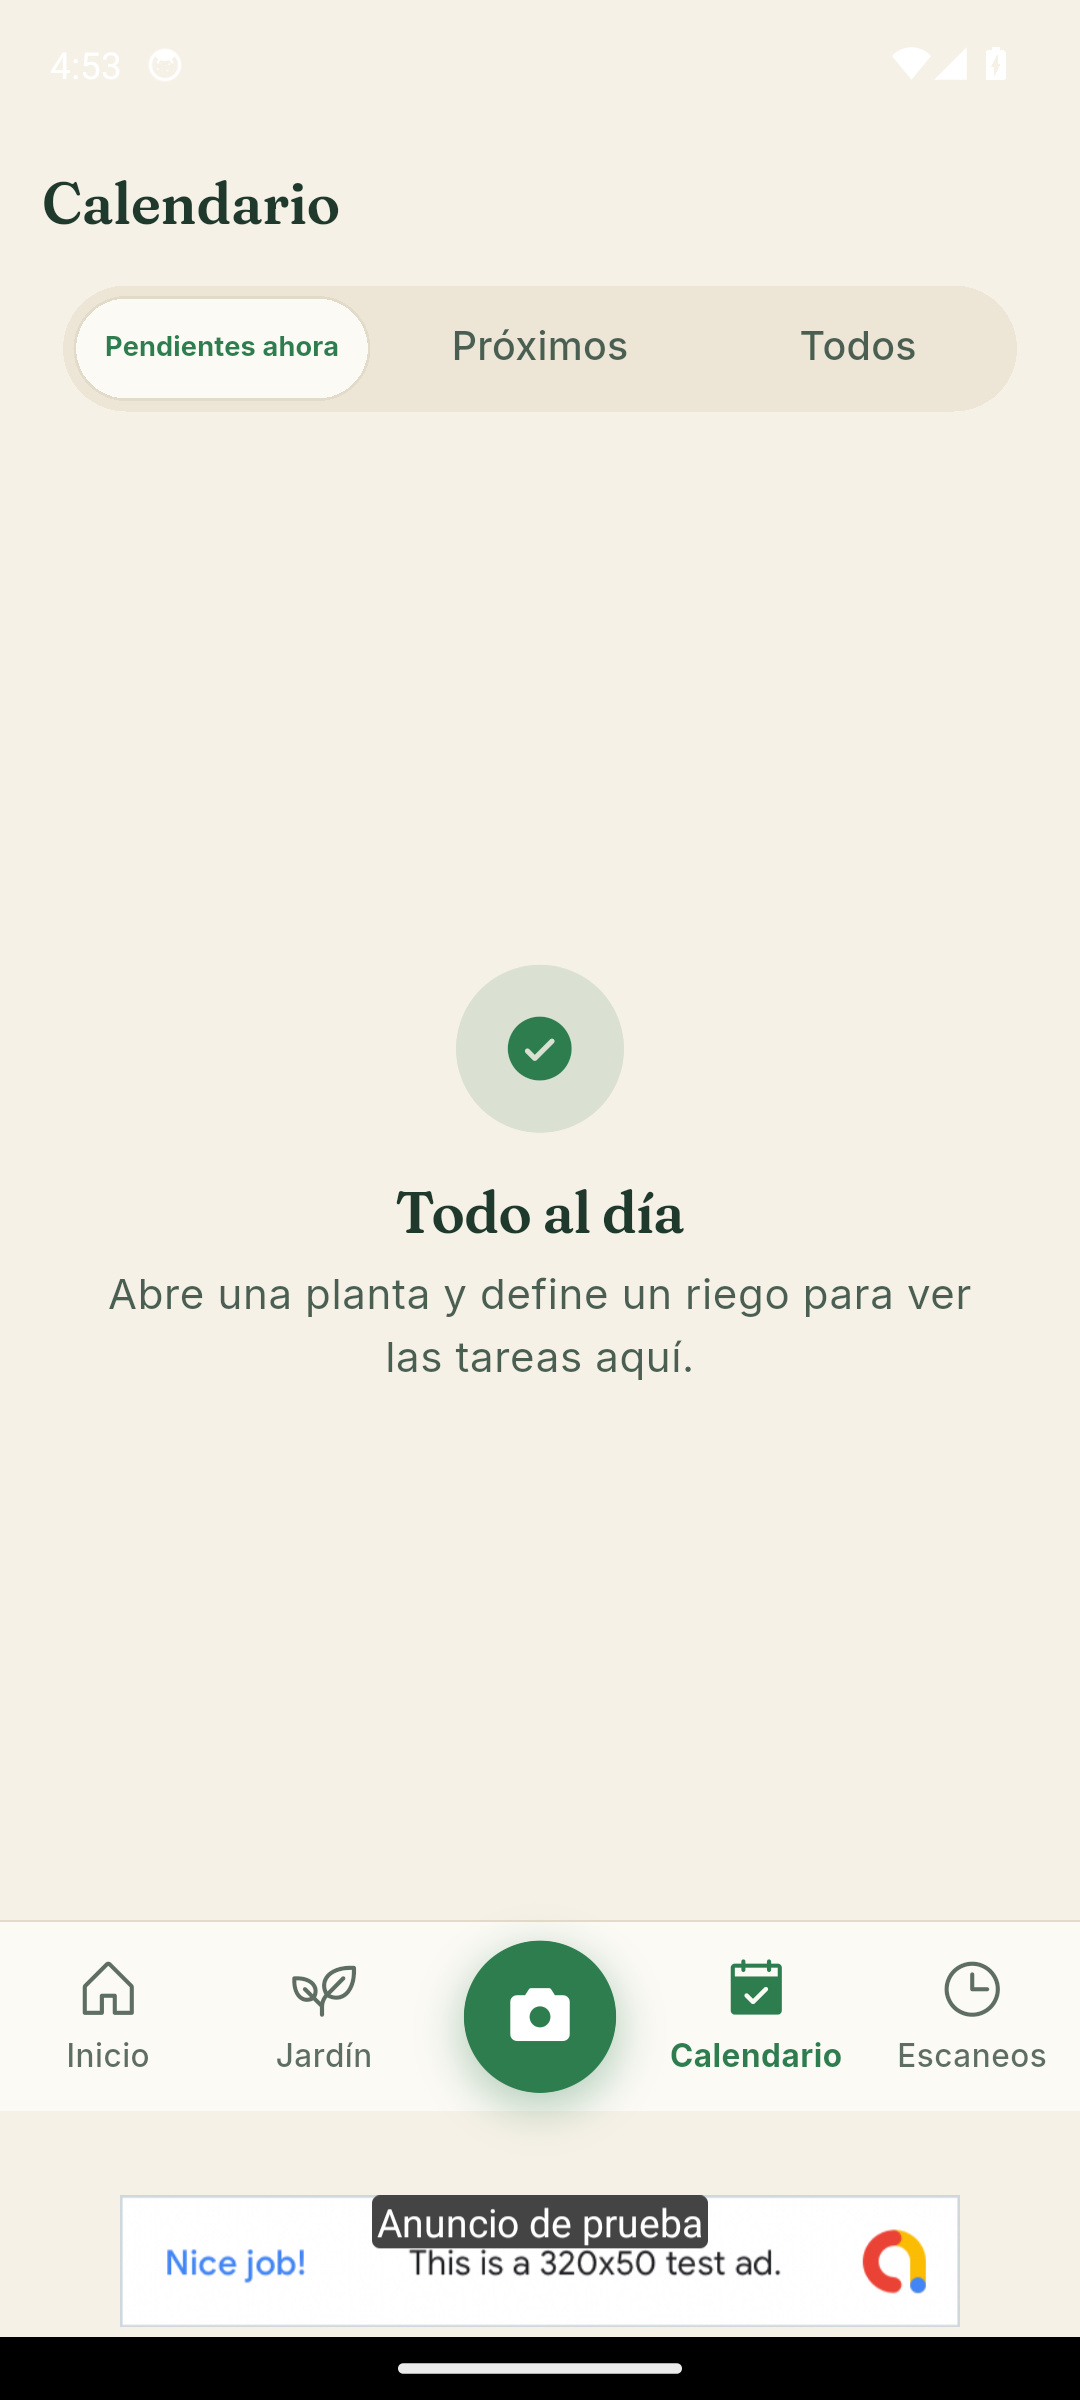 4:53
Calendario
Pendientes ahora
Próximos
Todos
Todo al día
Abre una planta y define un riego para ver
las tareas aquí.
Inicio
Jardín
Calendario
Escaneos
Anuncio de prueba
Nice job!
This is a 320x50 test ad.